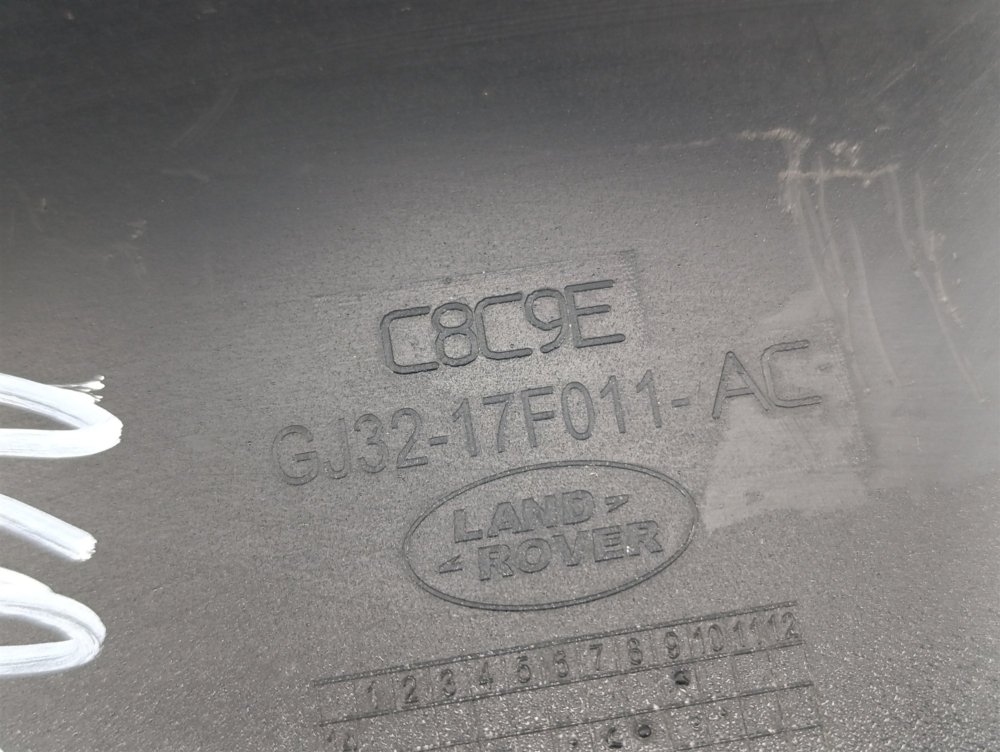 C8C9E
GJ32-17F011-AC
LAND
ROVER
1 2 3 4 5 6 7 8 9 10 11 12